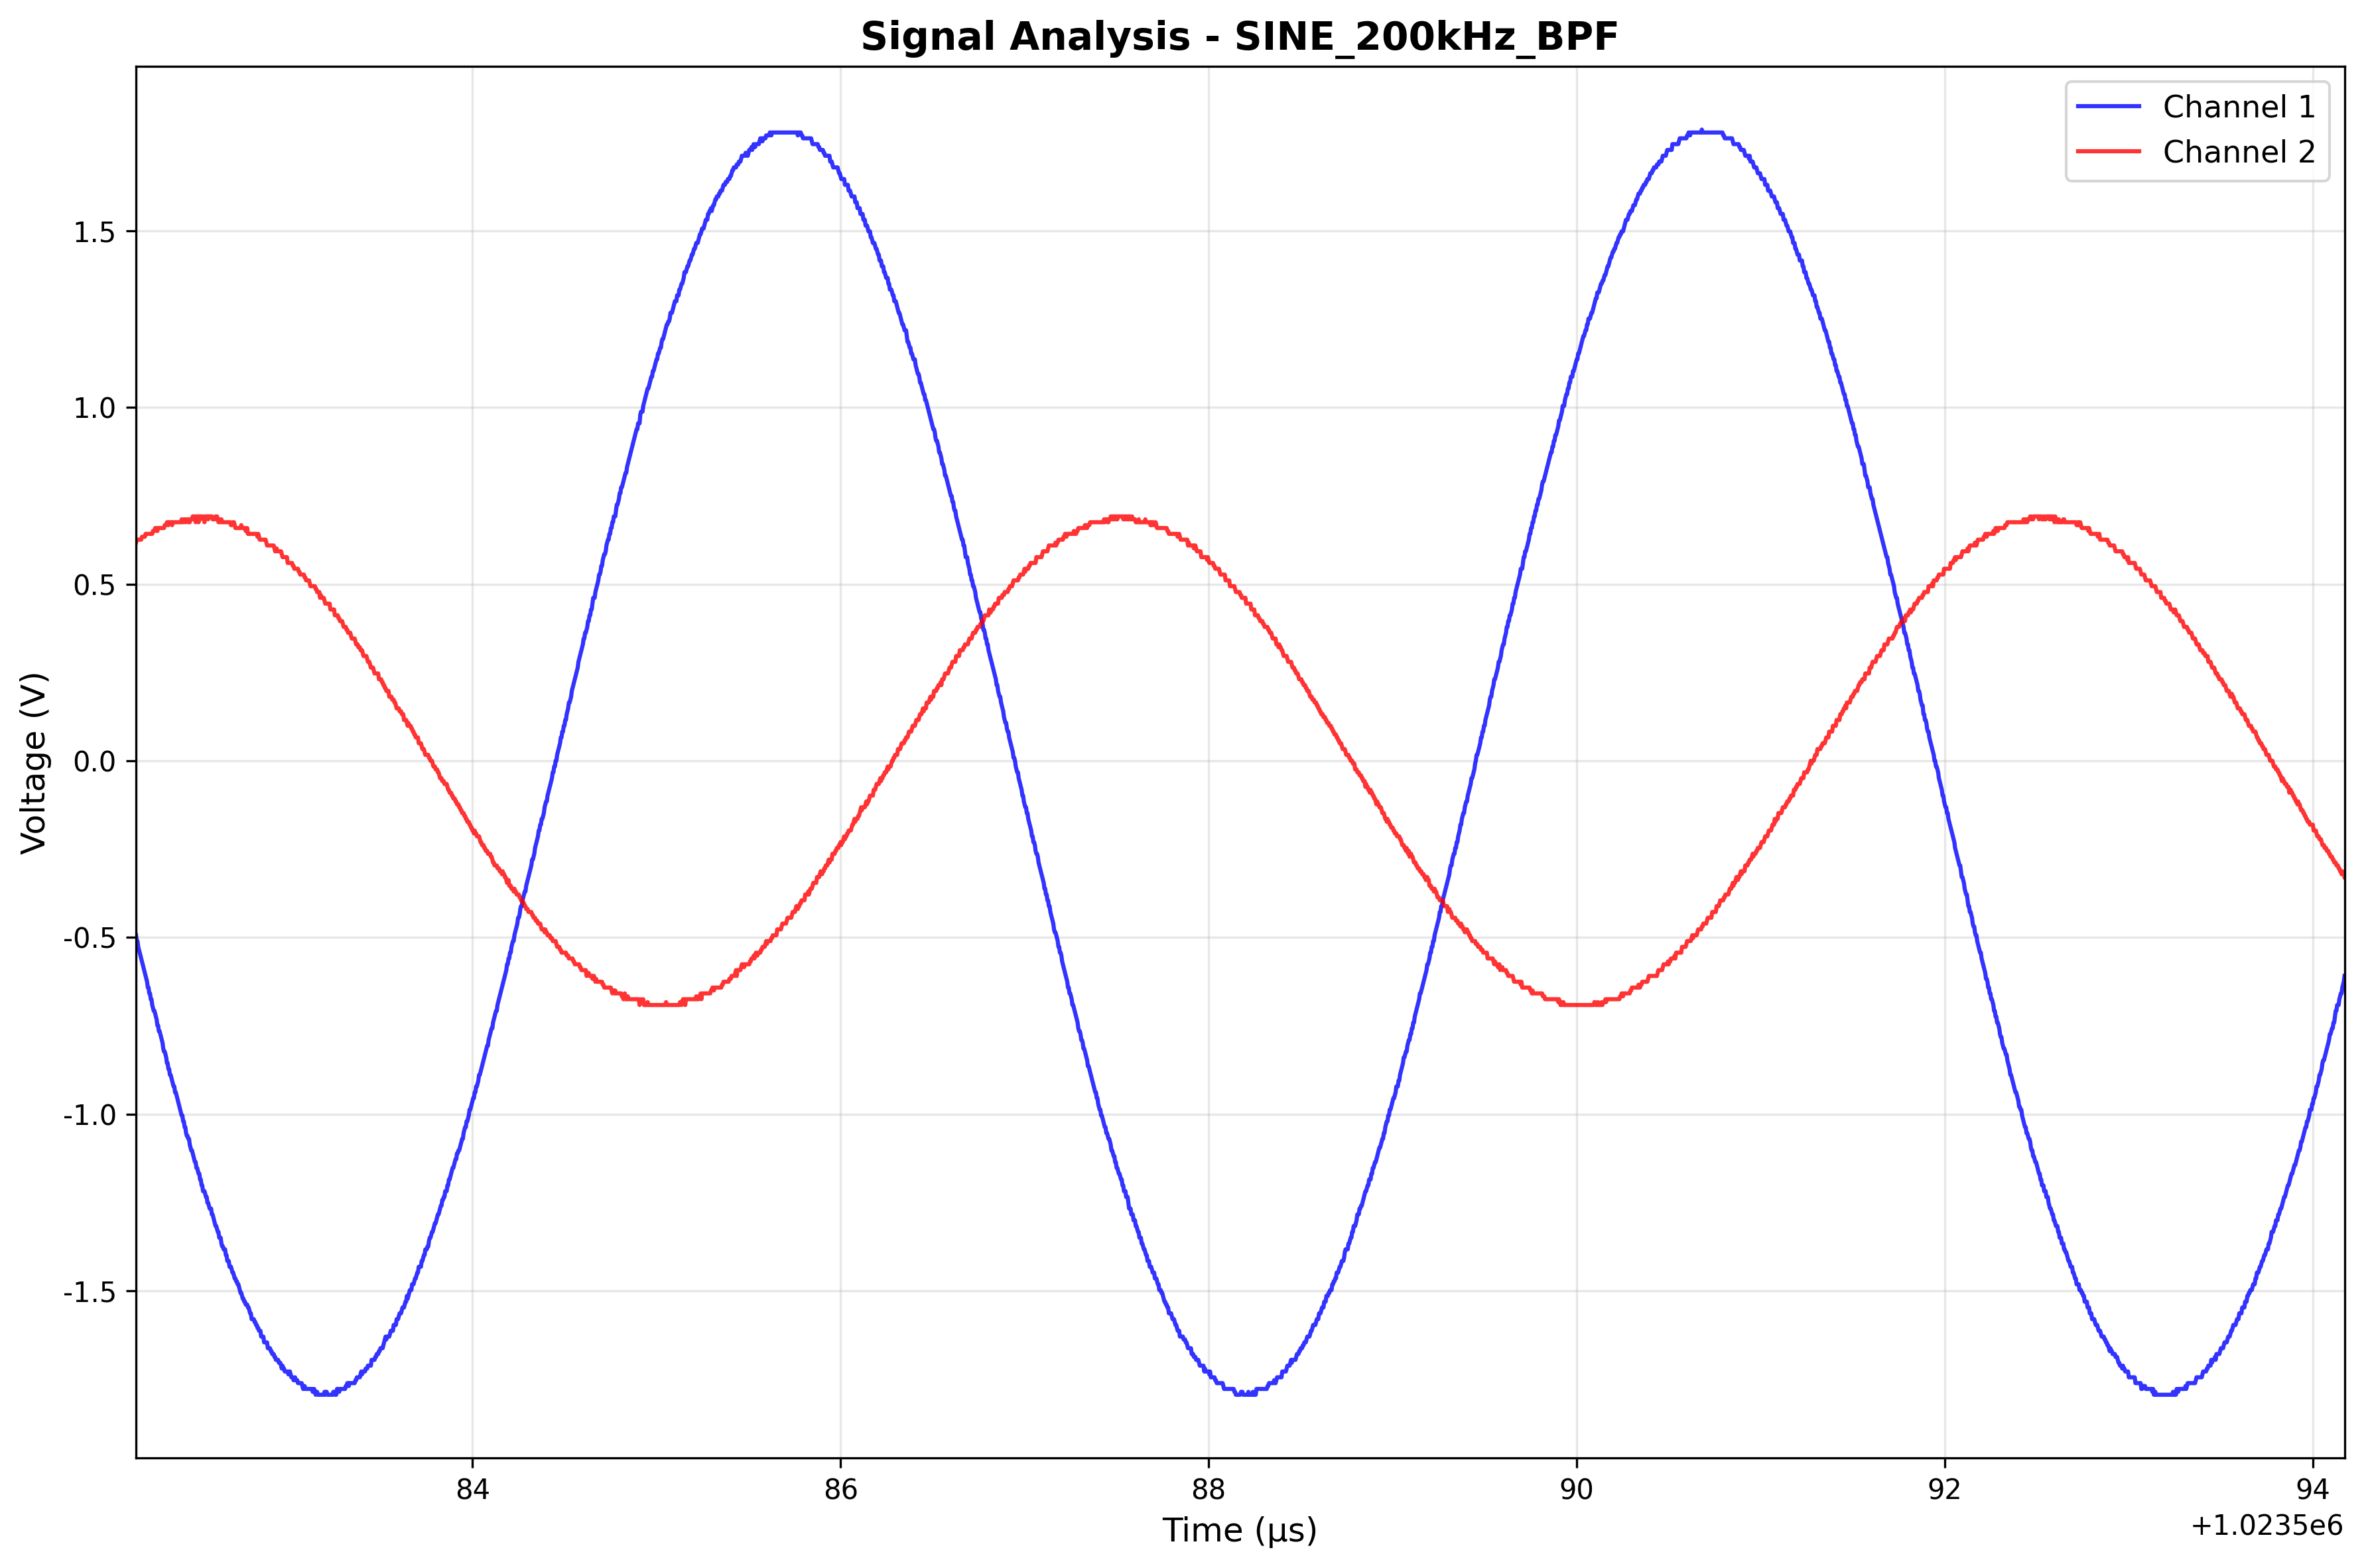 Signal Analysis - SINE_200kHz_BPF
Channel 1
Channel 2
Voltage (V)
1.5
1.0
0.5
0.0
-0.5
-1.0
-1.5
84
86
88
90
92
94
Time (µs)
+1.0235e6